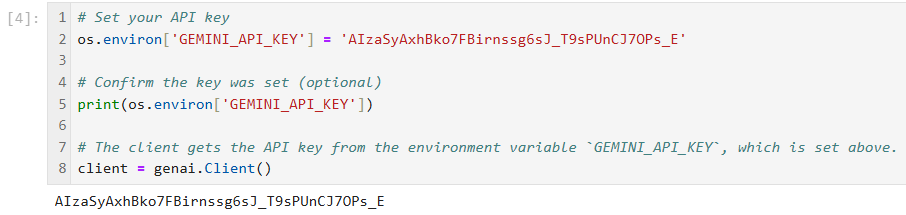 [4]:
1 # Set your API key
2 os.environ['GEMINI_API_KEY'] = 'AIzaSyAxhBko7FBirnssg6sJ_T9sPUnCJ7OPs_E'
3
4 # Confirm the key was set (optional)
5 print(os.environ['GEMINI_API_KEY'])
6
7 # The client gets the API key from the environment variable `GEMINI_API_KEY`, which is set above.
8 client = genai.Client()
AIzaSyAxhBko7FBirnssg6sJ_T9sPUnCJ7OPs_E